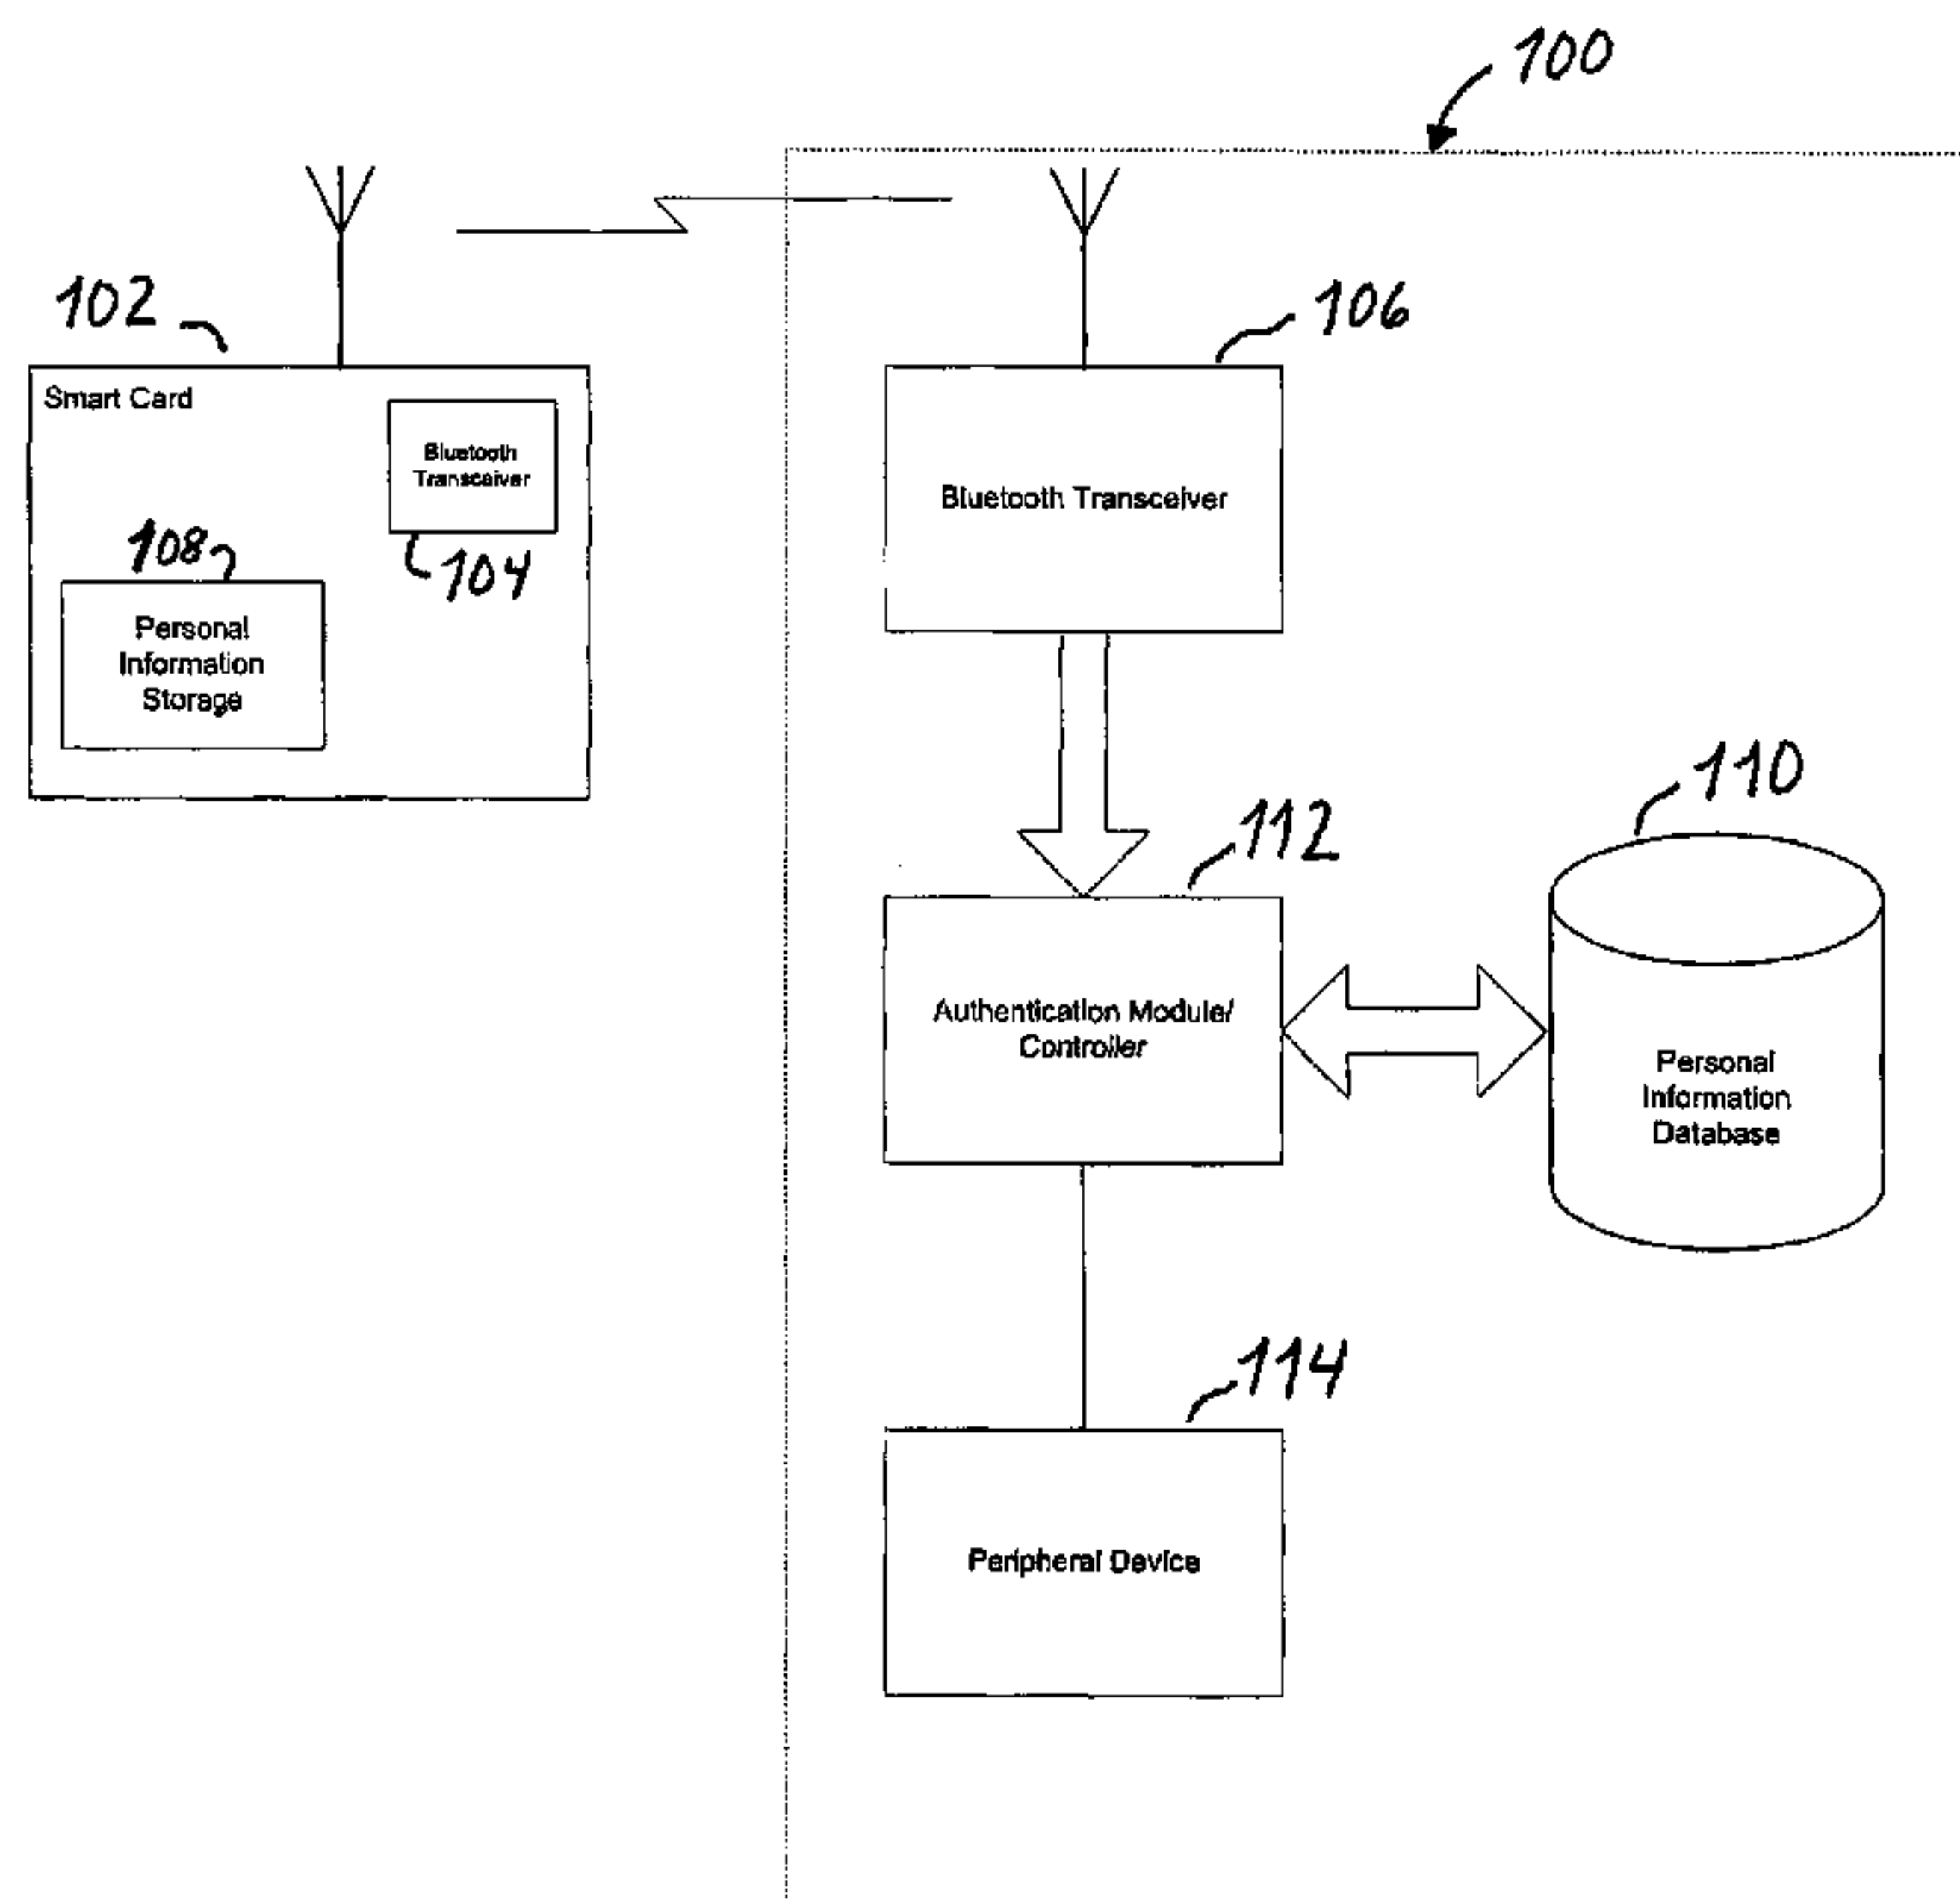 100
102
106
Smart Card
Bluetooth
Transceiver
104
Bluetooth Transceiver
108
Personal
Information
Storage
110
112
Authentication Module/
Controller
Personal
Information
Database
114
Peripheral Device